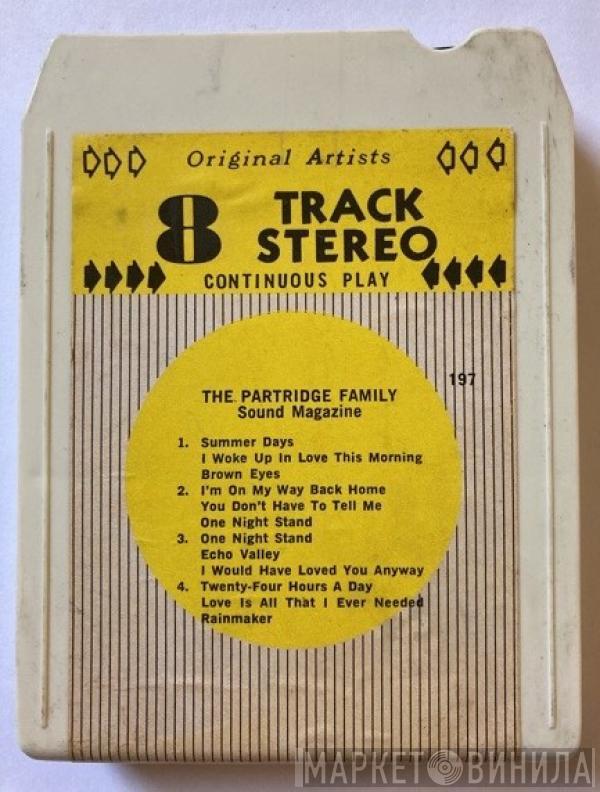 Original Artists
8 TRACK
STEREO
CONTINUOUS PLAY
197
THE PARTRIDGE FAMILY
Sound Magazine
1. Summer Days
I Woke Up In Love This Morning
Brown Eyes
2. I'm On My Way Back Home
You Don't Have To Tell Me
One Night Stand
3. One Night Stand
Echo Valley
I Would Have Loved You Anyway
4. Twenty-Four Hours A Day
Love Is All That I Ever Needed
Rainmaker
МАРКЕТ ВИНИЛА